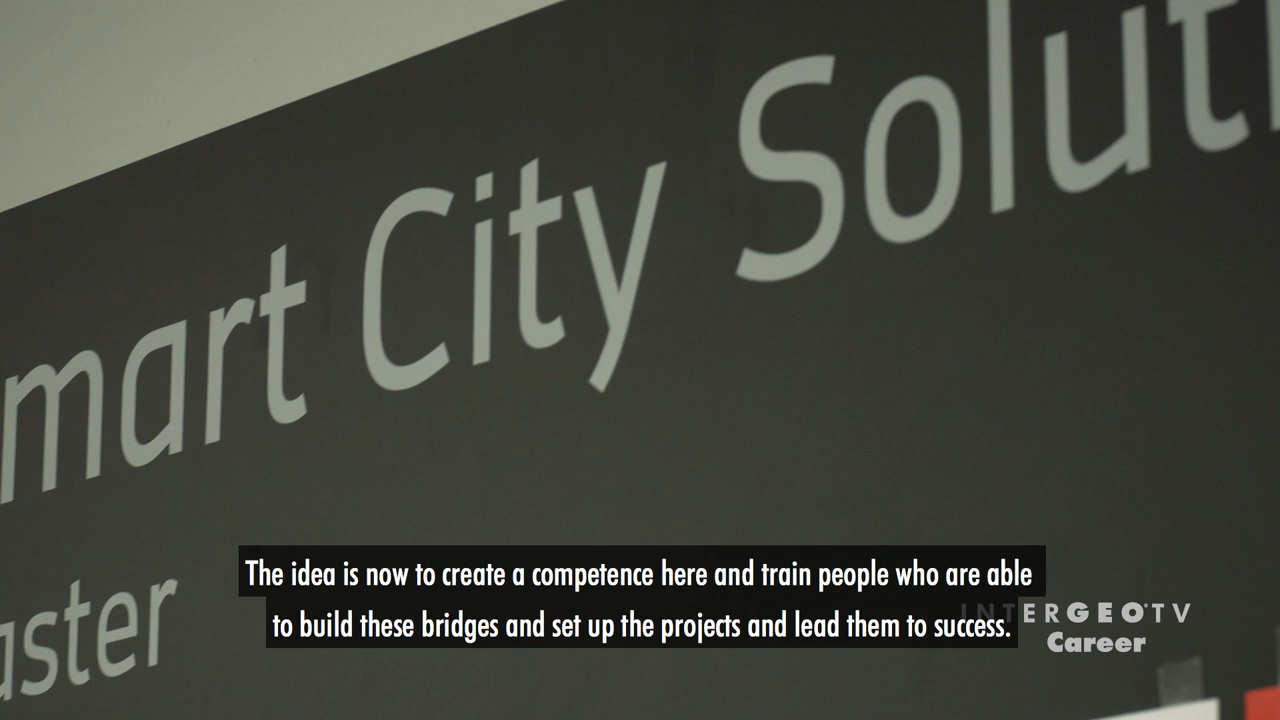 mart City Soluti
aster
The idea is now to create a competence here and train people who are able
to build these bridges and set up the projects and lead them to success.
INTERGEO TV
Career